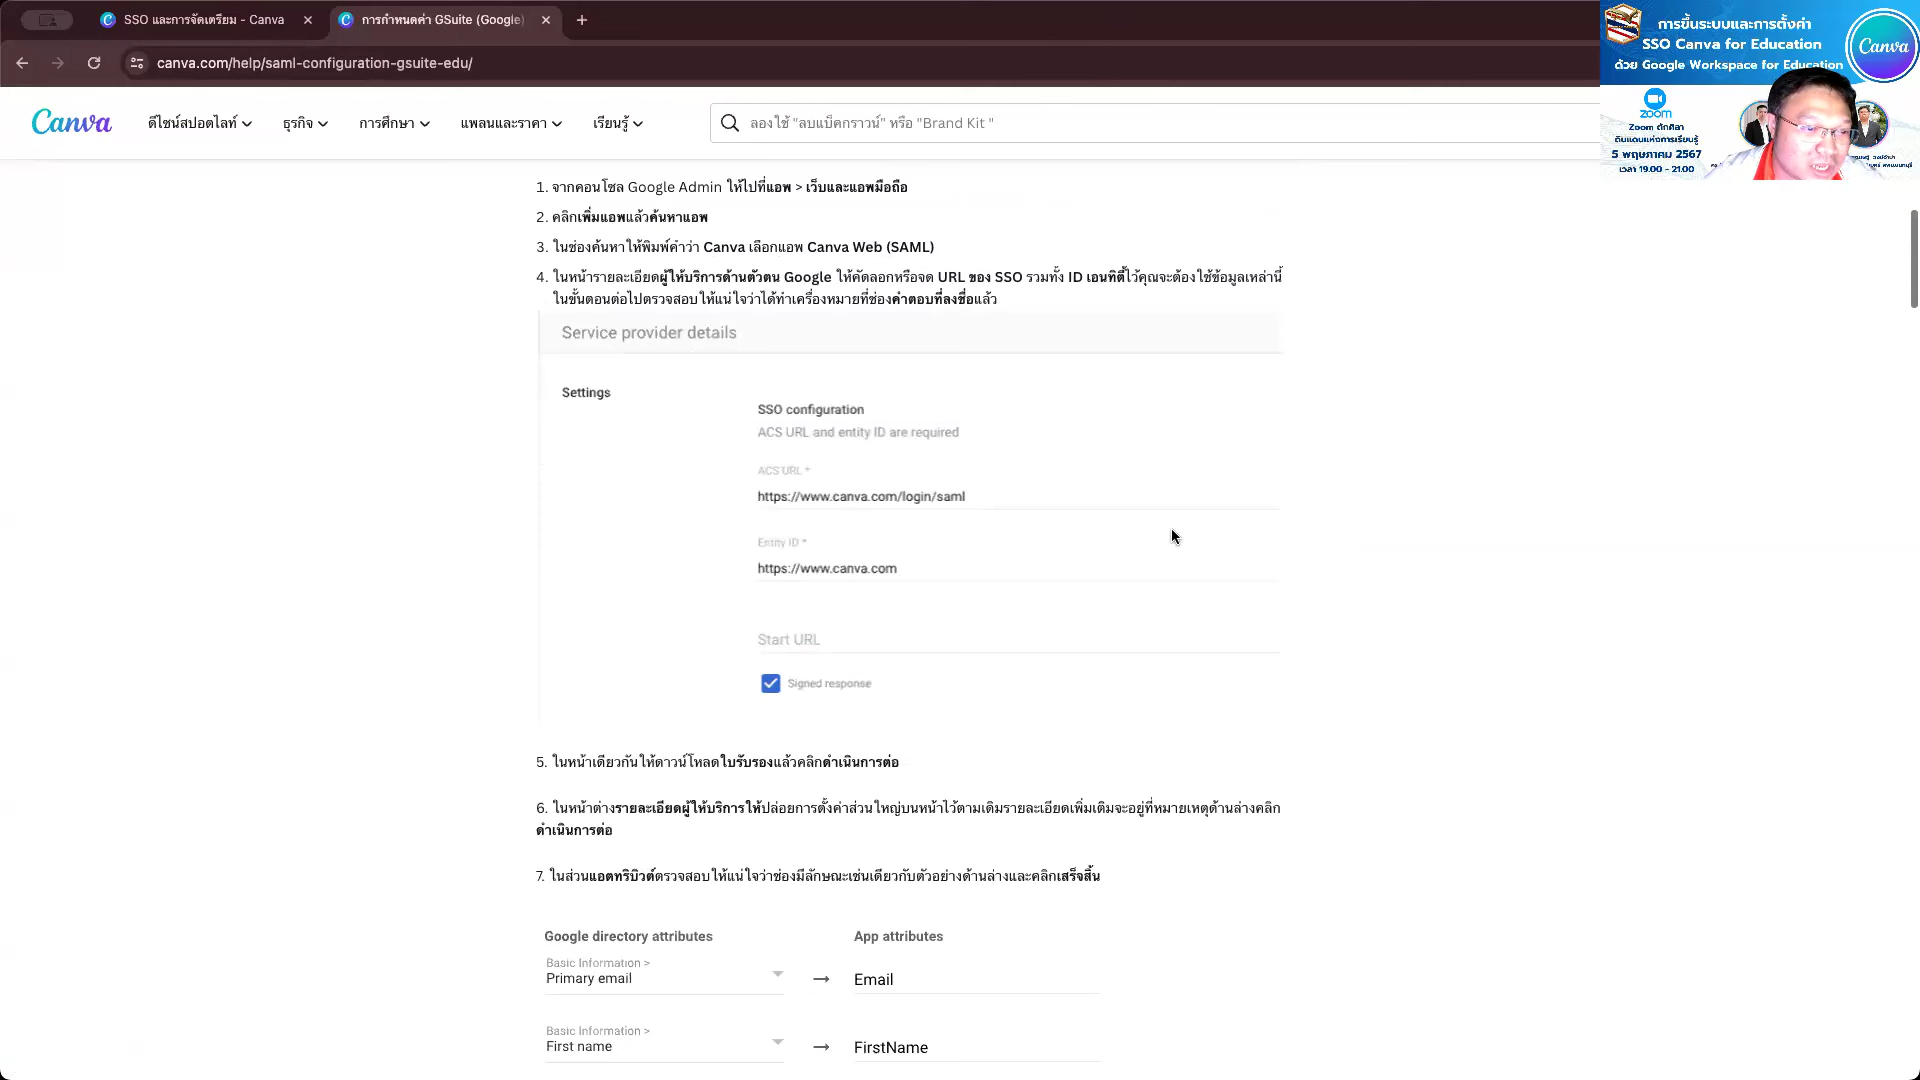 SSO และการจัดเตรียม - Canva
การกำหนดค่า GSuite (Google)
canva.com/help/saml-configuration-gsuite-edu/
Canva
ดีไซน์สปอตไลท์
ธุรกิจ
การศึกษา
แพลนและราคา
เรียนรู้
ลองใช้ "ลบแบ็คกราวน์" หรือ "Brand Kit "
การขึ้นระบบและการตั้งค่า
SSO Canva for Education
ด้วย Google Workspace for Education
Canva
zoom
Zoom ตักศิลา
ดินแดนแห่งการเรียนรู้
5 พฤษภาคม 2567
เวลา 19.00 - 21.00
1. จากคอนโซล Google Admin ให้ไปที่แอพ > เว็บและแอพมือถือ
2. คลิกเพิ่มแอพแล้วค้นหาแอพ
3. ในช่องค้นหาให้พิมพ์คำว่า Canva เลือกแอพ Canva Web (SAML)
4. ในหน้ารายละเอียดผู้ให้บริการด้านตัวตน Google ให้คัดลอกหรือจด URL ของ SSO รวมทั้ง ID เอนทิตี้ไว้คุณจะต้องใช้ข้อมูลเหล่านี้
ในขั้นตอนต่อไปตรวจสอบให้แน่ใจว่าได้ทำเครื่องหมายที่ช่องคำตอบที่ลงชื่อแล้ว
Service provider details
Settings
SSO configuration
ACS URL and entity ID are required
ACS URL *
https://www.canva.com/login/saml
Entity ID *
https://www.canva.com
Start URL
Signed response
5. ในหน้าเดียวกันให้ดาวน์โหลดใบรับรองแล้วคลิกดำเนินการต่อ
6. ในหน้าต่างรายละเอียดผู้ให้บริการให้ปล่อยการตั้งค่าส่วนใหญ่บนหน้าไว้ตามเดิมรายละเอียดเพิ่มเติมจะอยู่ที่หมายเหตุด้านล่างคลิก
ดำเนินการต่อ
7. ในส่วนแอตทริบิวต์ตรวจสอบให้แน่ใจว่าช่องมีลักษณะเช่นเดียวกับตัวอย่างด้านล่างและคลิกเสร็จสิ้น
Google directory attributes
App attributes
Basic Information >
Primary email
Email
Basic Information >
First name
FirstName